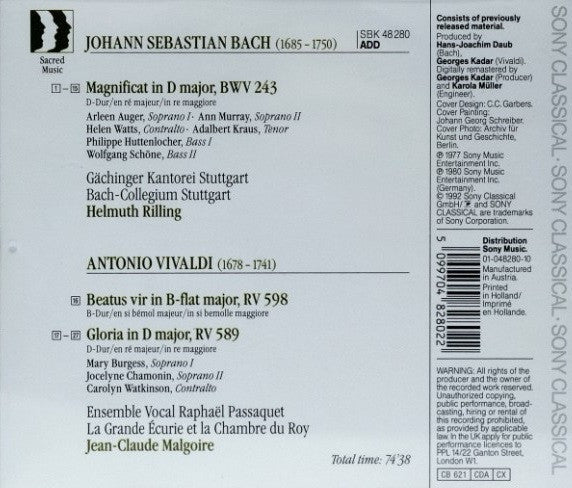 Sacred
Music
JOHANN SEBASTIAN BACH (1685 – 1750)
SBK 48280
ADD
1 – 15 Magnificat in D major, BWV 243
D-Dur/en ré majeur/in re maggiore
Arleen Auger, Soprano I · Ann Murray, Soprano II
Helen Watts, Contralto · Adalbert Kraus, Tenor
Philippe Huttenlocher, Bass I
Wolfgang Schöne, Bass II
Gächinger Kantorei Stuttgart
Bach-Collegium Stuttgart
Helmuth Rilling
ANTONIO VIVALDI (1678 – 1741)
16 Beatus vir in B-flat major, RV 598
B-Dur/en si bémol majeur/in si bemolle maggiore
17 – 27 Gloria in D major, RV 589
D-Dur/en ré majeur/in re maggiore
Mary Burgess, Soprano I
Jocelyne Chamonin, Soprano II
Carolyn Watkinson, Contralto
Ensemble Vocal Raphaël Passaquet
La Grande Écurie et la Chambre du Roy
Jean-Claude Malgoire
Total time: 74'38
Consists of previously
released material.
Produced by
Hans-Joachim Daub
(Bach),
Georges Kadar (Vivaldi).
Digitally remastered by
Georges Kadar (Producer)
and Karola Müller
(Engineer).
Cover Design: C.C. Garbers.
Cover Painting:
Johann Georg Schreiber.
Cover Photo: Archiv für
Kunst und Geschichte,
Berlin.
℗ 1977 Sony Music
Entertainment Inc.
℗ 1980 Sony Music
Entertainment Inc.
(Germany).
© 1992 Sony Classical
GmbH/ and SONY
CLASSICAL are trademarks
of Sony Corporation.
5 099704 828022
Distribution
Sony Music.
01-048280-10
Manufactured
in Austria.
Printed
in Holland/
Imprimé
en Hollande.
WARNING: All rights of the
producer and the owner of
the recorded work reserved.
Unauthorized copying,
public performance, broad-
casting, hiring or rental of
this recording prohibited,
as provided by applicable
law. In the UK apply for public
performance licences to
PPL 14/22 Ganton Street,
London W1.
CB 621 CDA CX
SONY CLASSICAL · SONY CLASSICAL · SONY CLASSICAL · SONY CLASSICAL